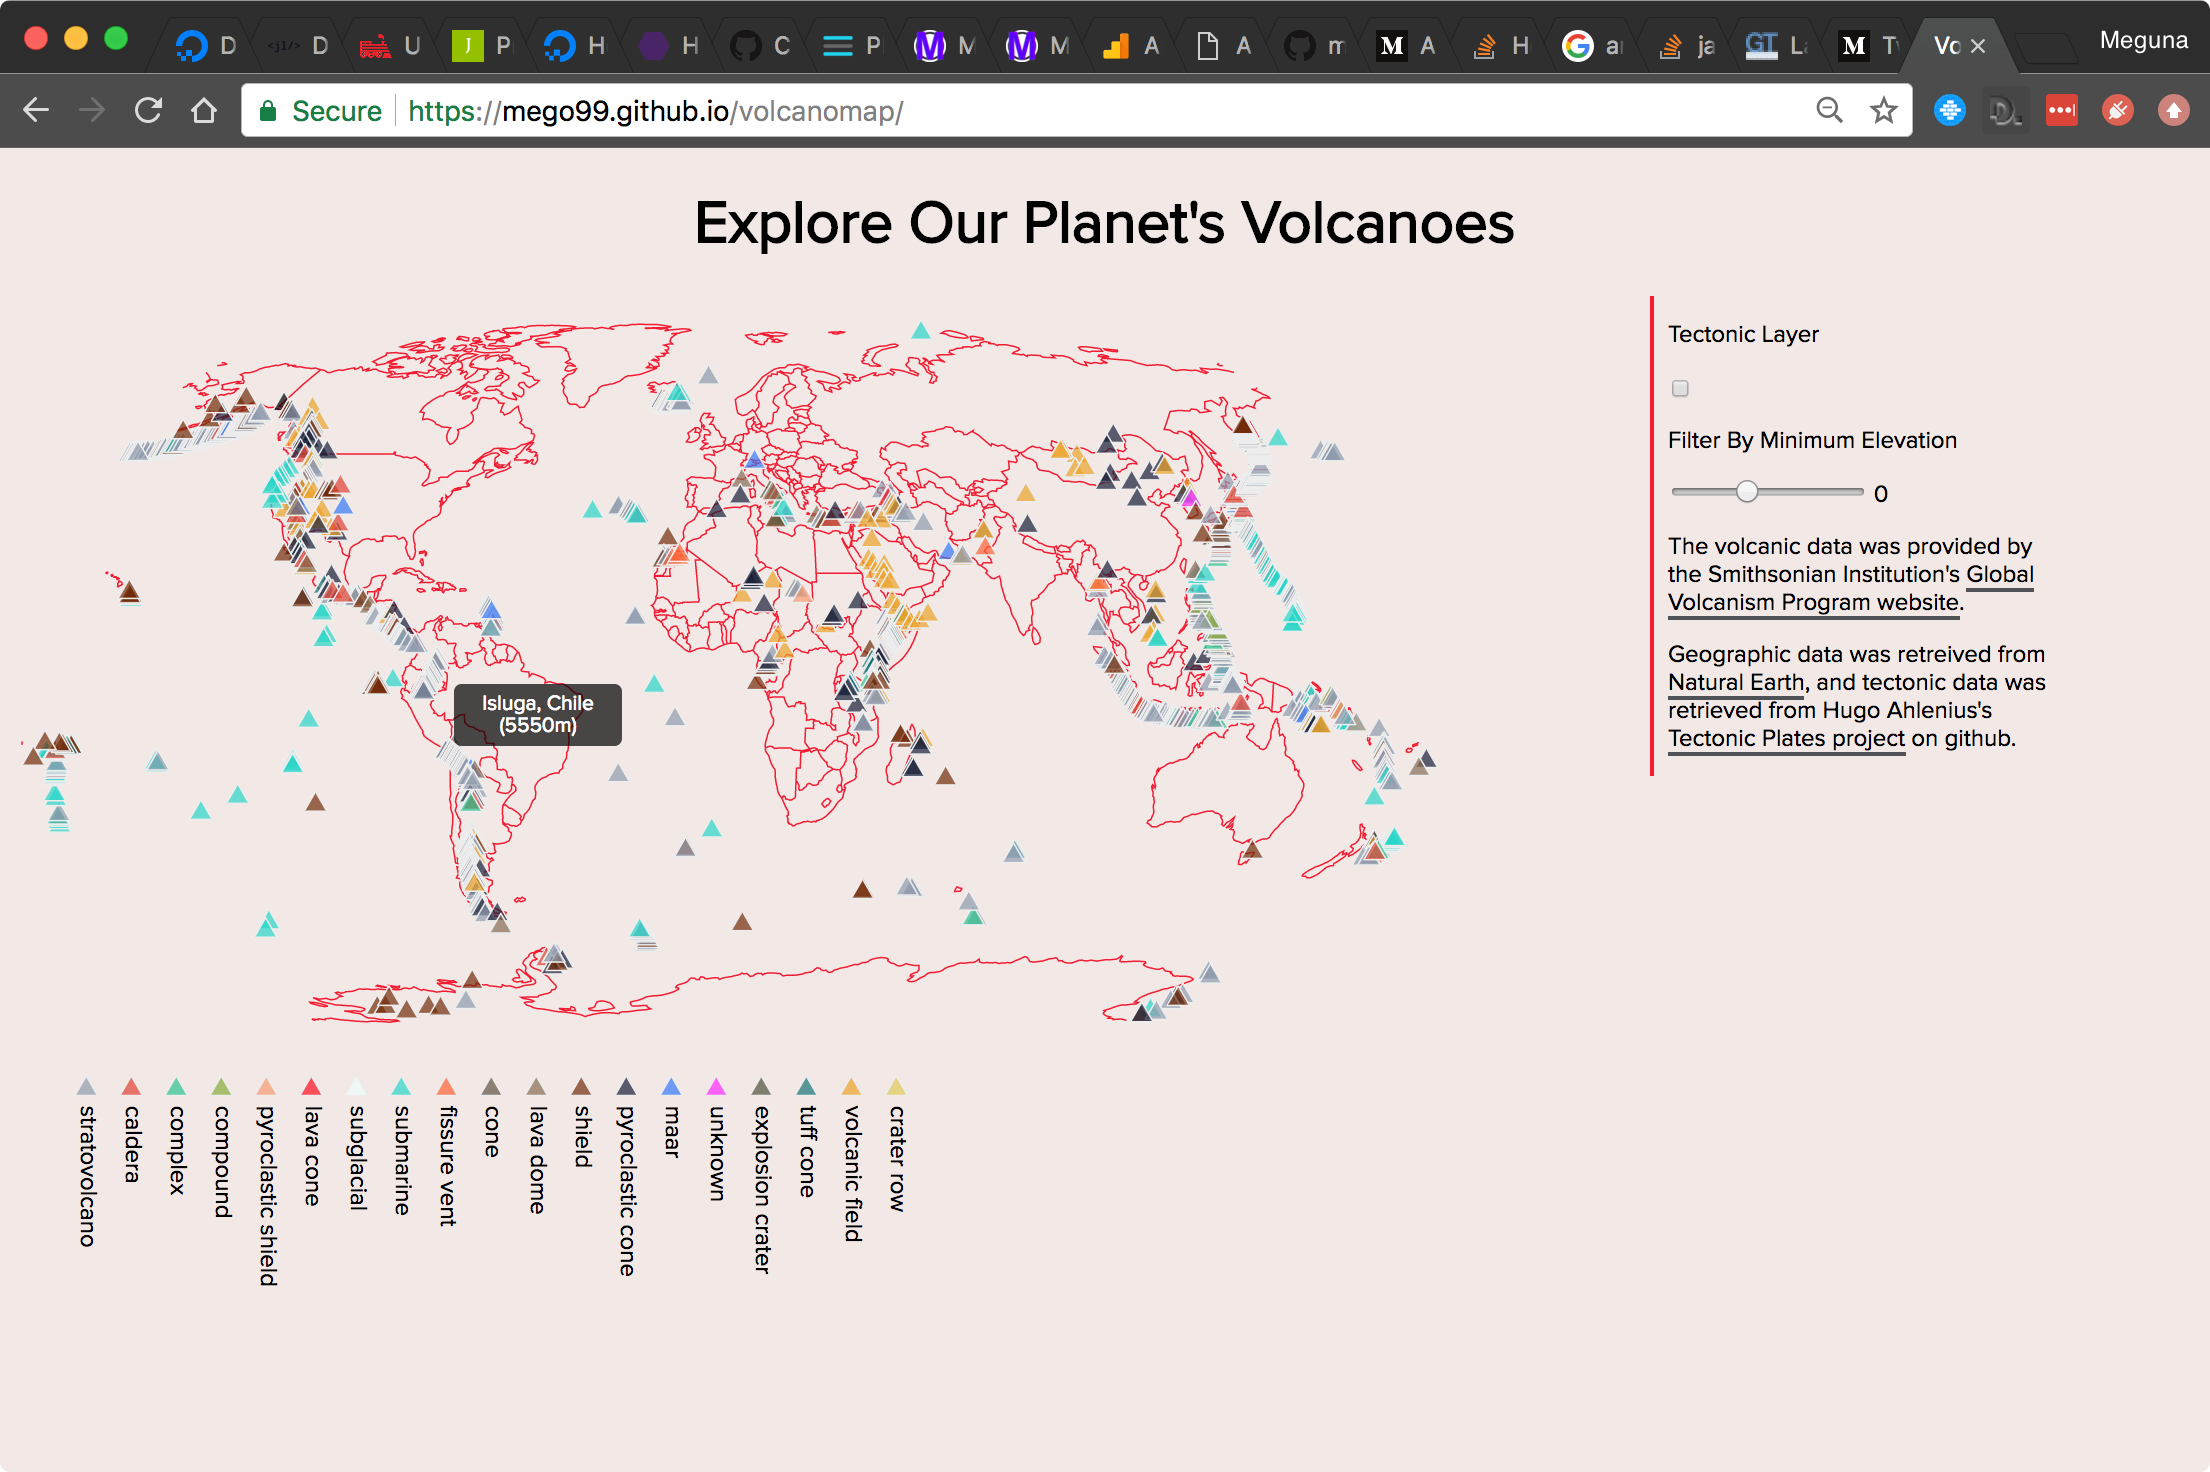 D
<jl/>
D
U
J
P
H
H
C
P
M
M
A
A
m
M
A
H
G
ja
GT
L
M
Vo
Meguna
Secure
https://mego99.github.io/volcanomap/
Explore Our Planet's Volcanoes
Tectonic Layer
Filter By Minimum Elevation
0
The volcanic data was provided by
the Smithsonian Institution's Global
Volcanism Program website.
Geographic data was retreived from
Natural Earth, and tectonic data was
retrieved from Hugo Ahlenius's
Tectonic Plates project on github.
Isluga, Chile
(5550m)
stratovolcano
caldera
complex
compound
pyroclastic shield
lava cone
subglacial
submarine
fissure vent
cone
lava dome
shield
pyroclastic cone
maar
unknown
explosion crater
tuff cone
volcanic field
crater row